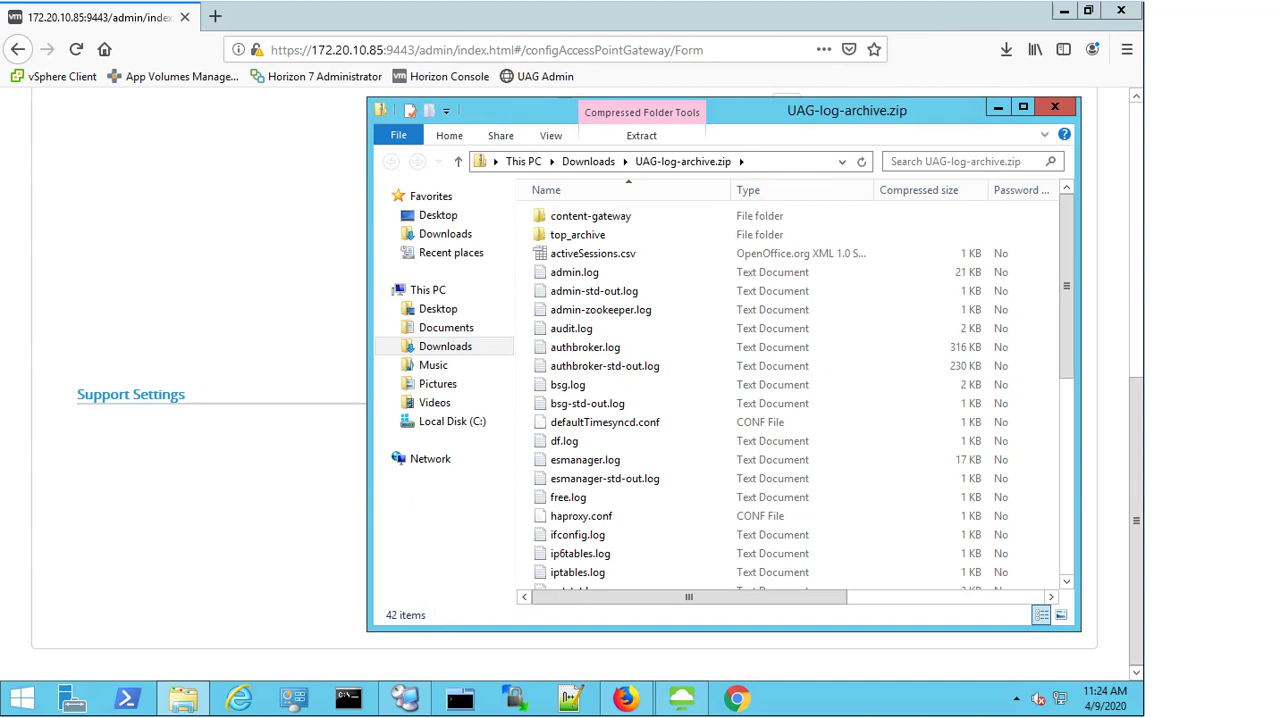 172.20.10.85:9443/admin/index.
https://172.20.10.85:9443/admin/index.html#/configAccessPointGateway/Form
vSphere Client
App Volumes Manage...
Horizon 7 Administrator
Horizon Console
UAG Admin
Compressed Folder Tools
UAG-log-archive.zip
File
Home
Share
View
Extract
This PC
Downloads
UAG-log-archive.zip
Search UAG-log-archive.zip
Name
Type
Compressed size
Password ...
Favorites
Desktop
Downloads
Recent places
This PC
Desktop
Documents
Downloads
Music
Pictures
Videos
Local Disk (C:)
Network
content-gateway File folder
top_archive File folder
activeSessions.csv OpenOffice.org XML 1.0 S... 1 KB No
admin.log Text Document 21 KB No
admin-std-out.log Text Document 1 KB No
admin-zookeeper.log Text Document 1 KB No
audit.log Text Document 2 KB No
authbroker.log Text Document 316 KB No
authbroker-std-out.log Text Document 230 KB No
bsg.log Text Document 2 KB No
bsg-std-out.log Text Document 1 KB No
defaultTimesyncd.conf CONF File 1 KB No
df.log Text Document 1 KB No
esmanager.log Text Document 17 KB No
esmanager-std-out.log Text Document 1 KB No
free.log Text Document 1 KB No
haproxy.conf CONF File 1 KB No
ifconfig.log Text Document 1 KB No
ip6tables.log Text Document 1 KB No
iptables.log Text Document 1 KB No
42 items
Support Settings
11:24 AM
4/9/2020